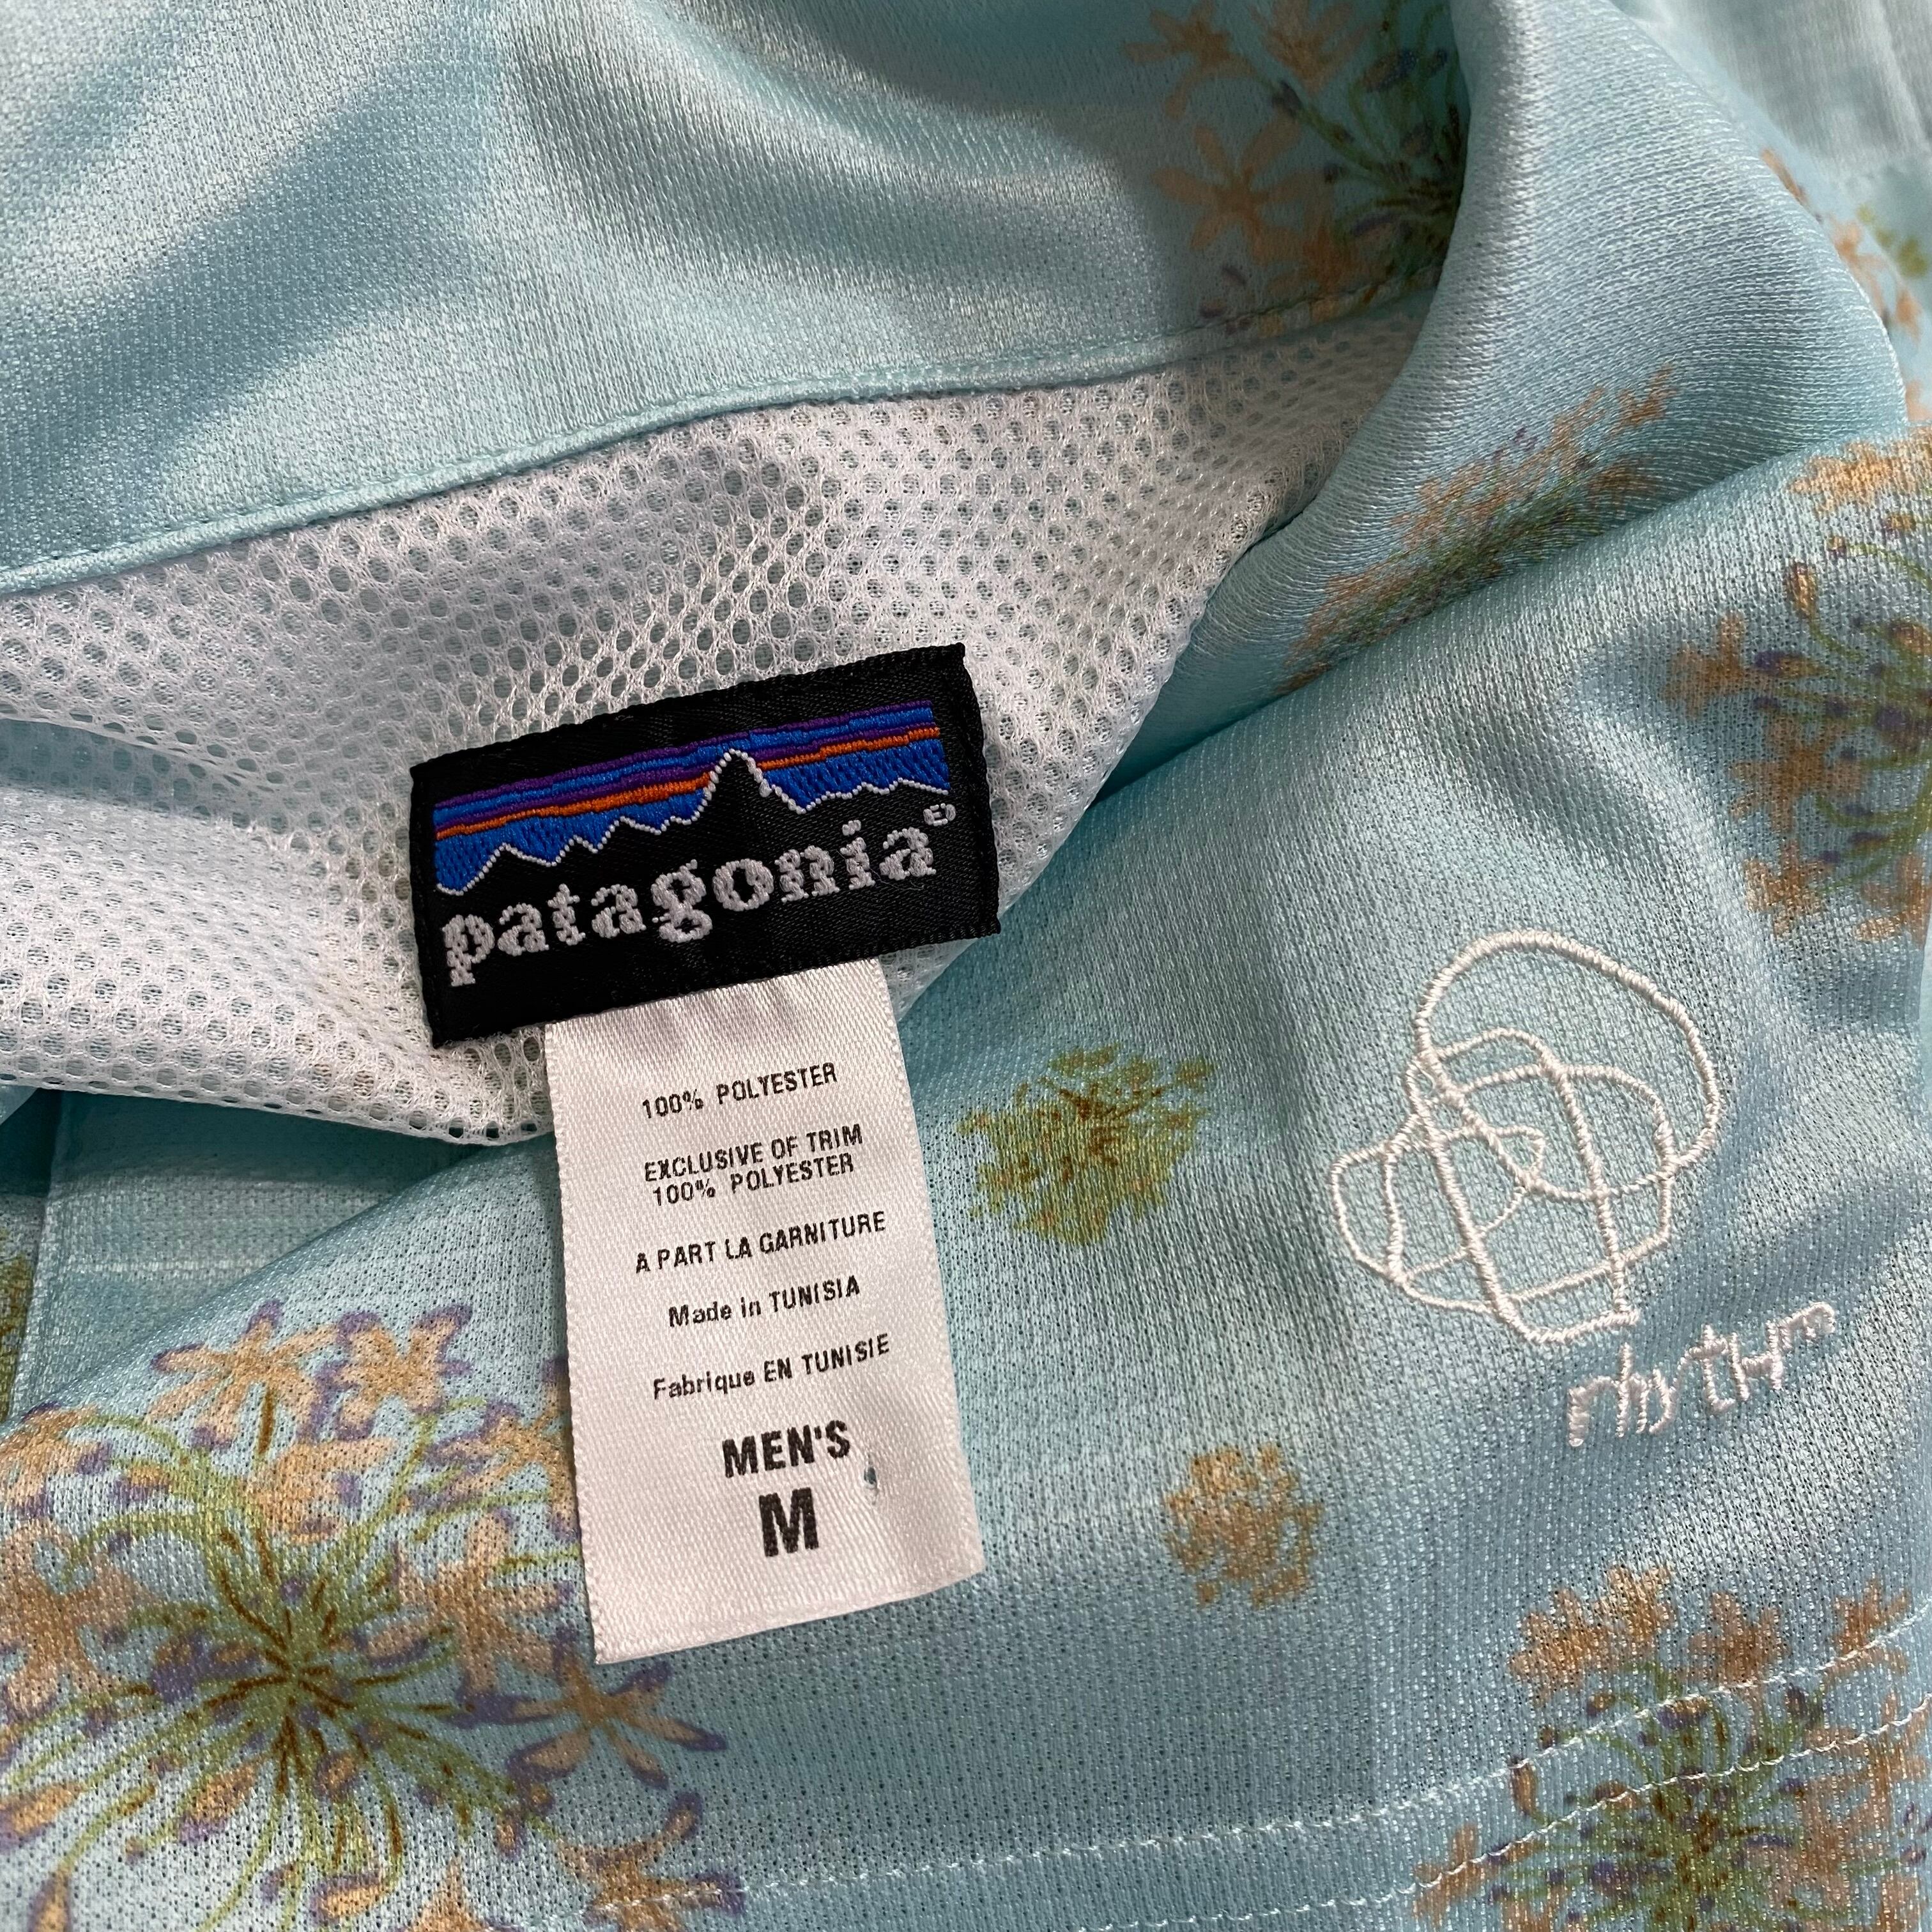 patagonia®
100% POLYESTER
EXCLUSIVE OF TRIM
100% POLYESTER
A PART LA GARNITURE
Made in TUNISIA
Fabrique EN TUNISIE
MEN'S
M
rhythm